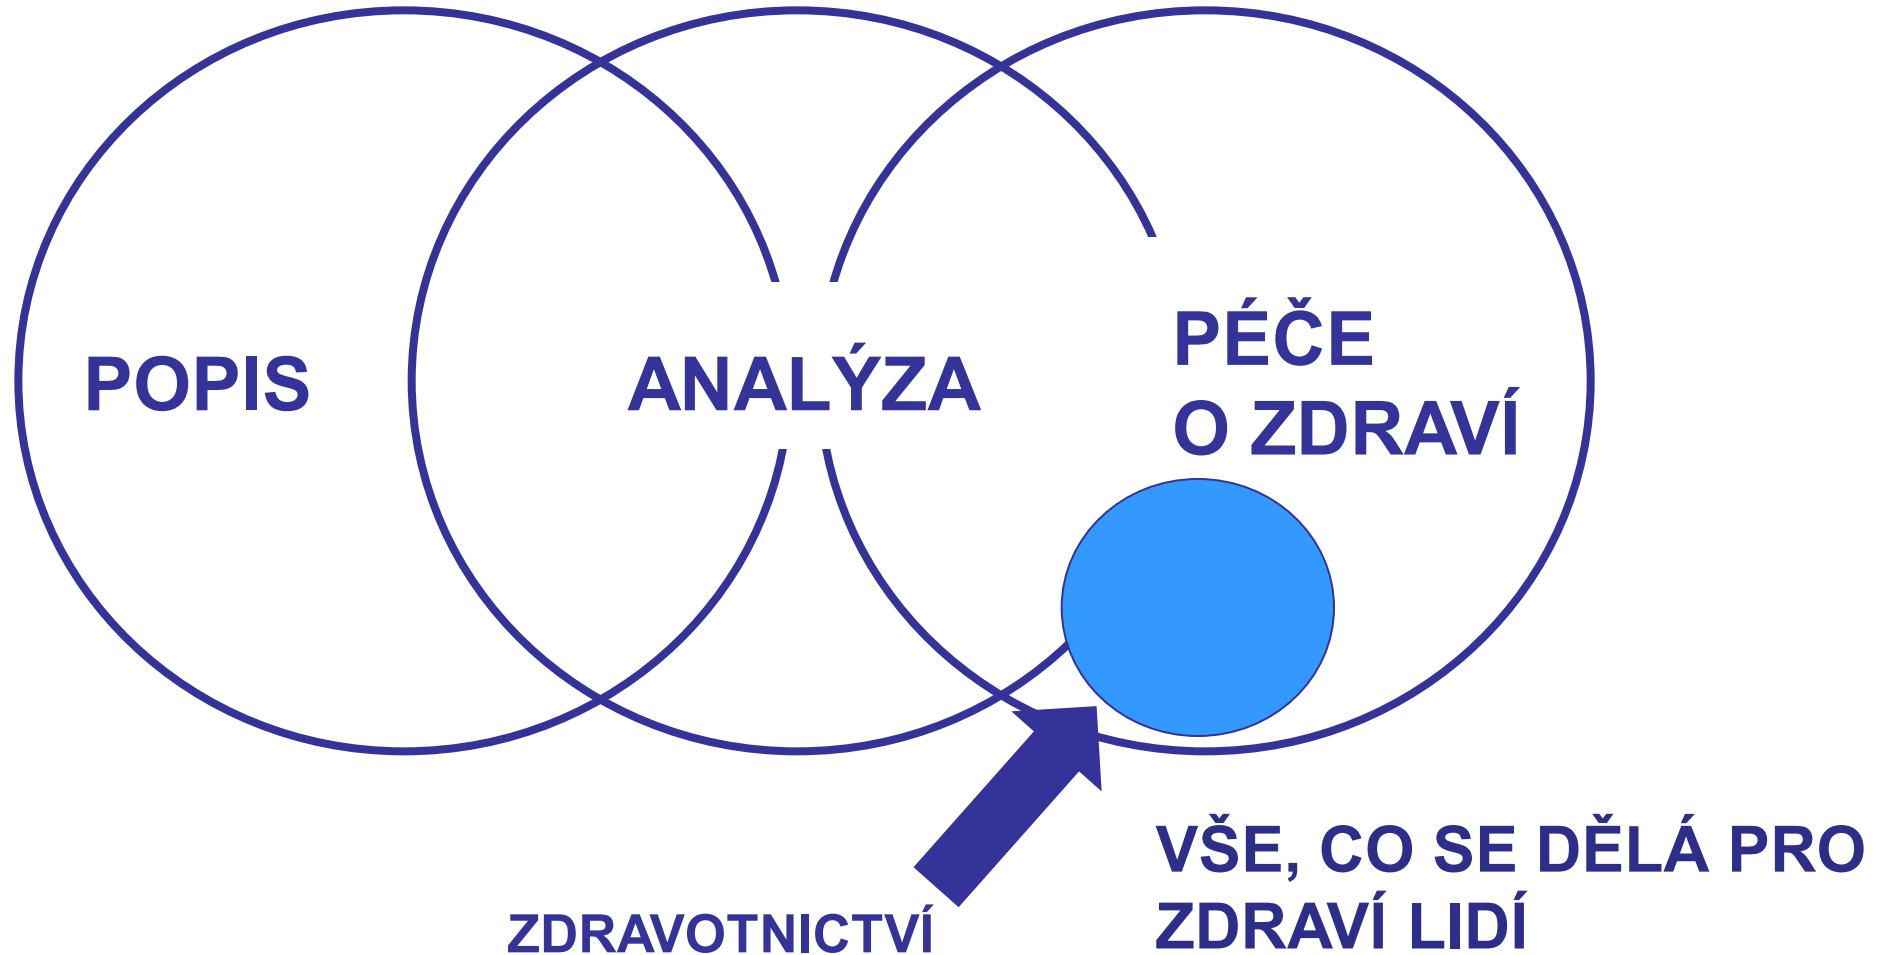 POPIS
ANALÝZA
PÉČE
O ZDRAVÍ
VŠE, CO SE DĚLÁ PRO
ZDRAVÍ LIDÍ
ZDRAVOTNICTVÍ